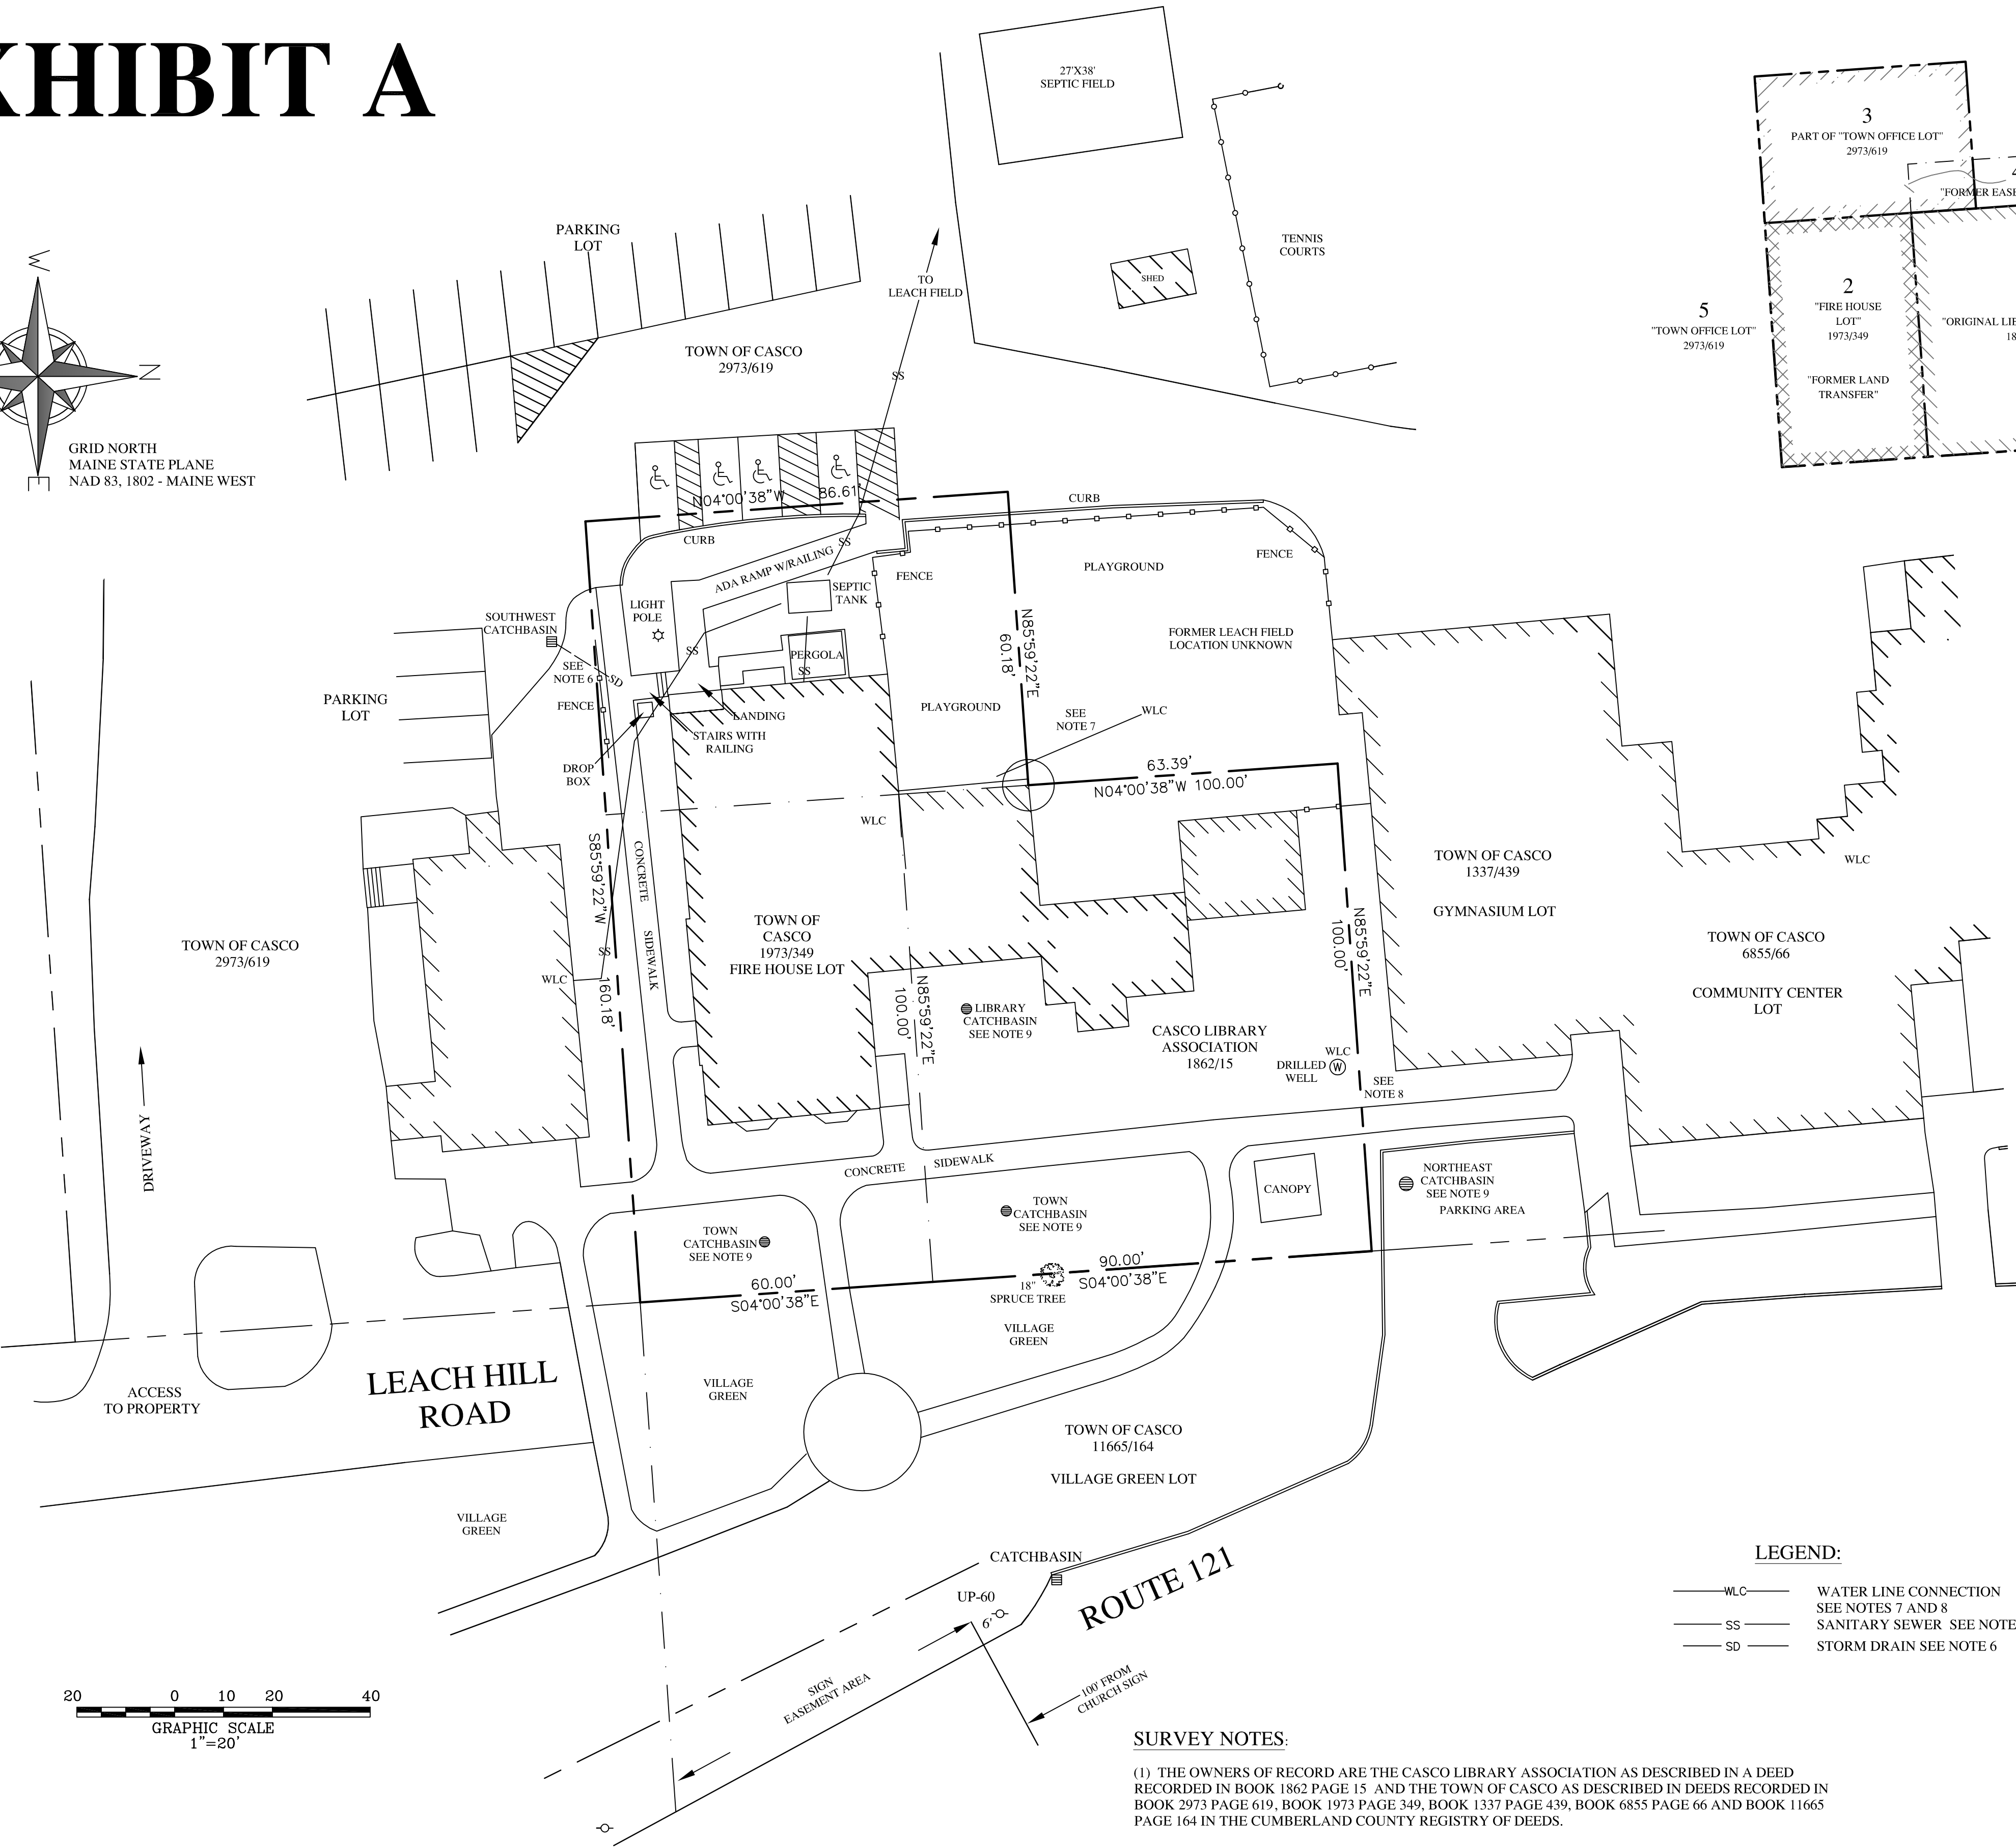 XHIBIT A
27'X38'
SEPTIC FIELD
3
PART OF "TOWN OFFICE LOT"
2973/619
"FORMER EASE
2
"FIRE HOUSE
LOT"
1973/349
"FORMER LAND
TRANSFER"
"ORIGINAL LIB
18
5
"TOWN OFFICE LOT"
2973/619
PARKING
LOT
TENNIS
COURTS
SHED
TO
LEACH FIELD
SS
TOWN OF CASCO
2973/619
W
N
GRID NORTH
MAINE STATE PLANE
NAD 83, 1802 - MAINE WEST
N04°00'38"W 86.61'
CURB
CURB
SS
ADA RAMP W/RAILING
FENCE
SEPTIC
TANK
PLAYGROUND
FENCE
LIGHT
POLE
SOUTHWEST
CATCHBASIN
SEE
NOTE 6
SD
SS
PERGOLA
SS
N85°59'22"E
60.18'
FORMER LEACH FIELD
LOCATION UNKNOWN
FENCE
PARKING
LOT
LANDING
STAIRS WITH
RAILING
DROP
BOX
PLAYGROUND
SEE
NOTE 7
WLC
63.39'
N04°00'38"W 100.00'
WLC
S85°59'22"W 160.18'
CONCRETE SIDEWALK
SS
WLC
TOWN OF CASCO
2973/619
TOWN OF
CASCO
1973/349
FIRE HOUSE LOT
N85°59'22"E
100.00'
LIBRARY
CATCHBASIN
SEE NOTE 9
CASCO LIBRARY
ASSOCIATION
1862/15
N85°59'22"E
100.00'
WLC
DRILLED
WELL
W
SEE
NOTE 8
TOWN OF CASCO
1337/439
GYMNASIUM LOT
WLC
TOWN OF CASCO
6855/66
COMMUNITY CENTER
LOT
DRIVEWAY
CONCRETE SIDEWALK
TOWN
CATCHBASIN
SEE NOTE 9
TOWN
CATCHBASIN
SEE NOTE 9
CANOPY
NORTHEAST
CATCHBASIN
SEE NOTE 9
PARKING AREA
60.00'
S04°00'38"E
90.00'
S04°00'38"E
18"
SPRUCE TREE
VILLAGE
GREEN
LEACH HILL
ROAD
ACCESS
TO PROPERTY
VILLAGE
GREEN
TOWN OF CASCO
11665/164
VILLAGE GREEN LOT
VILLAGE
GREEN
CATCHBASIN
UP-60
6'
ROUTE 121
SIGN
EASEMENT AREA
100' FROM
CHURCH SIGN
LEGEND:
WLC WATER LINE CONNECTION
SEE NOTES 7 AND 8
SS SANITARY SEWER SEE NOTE
SD STORM DRAIN SEE NOTE 6
20 0 10 20 40
GRAPHIC SCALE
1"=20'
SURVEY NOTES:
(1) THE OWNERS OF RECORD ARE THE CASCO LIBRARY ASSOCIATION AS DESCRIBED IN A DEED
RECORDED IN BOOK 1862 PAGE 15 AND THE TOWN OF CASCO AS DESCRIBED IN DEEDS RECORDED IN
BOOK 2973 PAGE 619, BOOK 1973 PAGE 349, BOOK 1337 PAGE 439, BOOK 6855 PAGE 66 AND BOOK 11665
PAGE 164 IN THE CUMBERLAND COUNTY REGISTRY OF DEEDS.